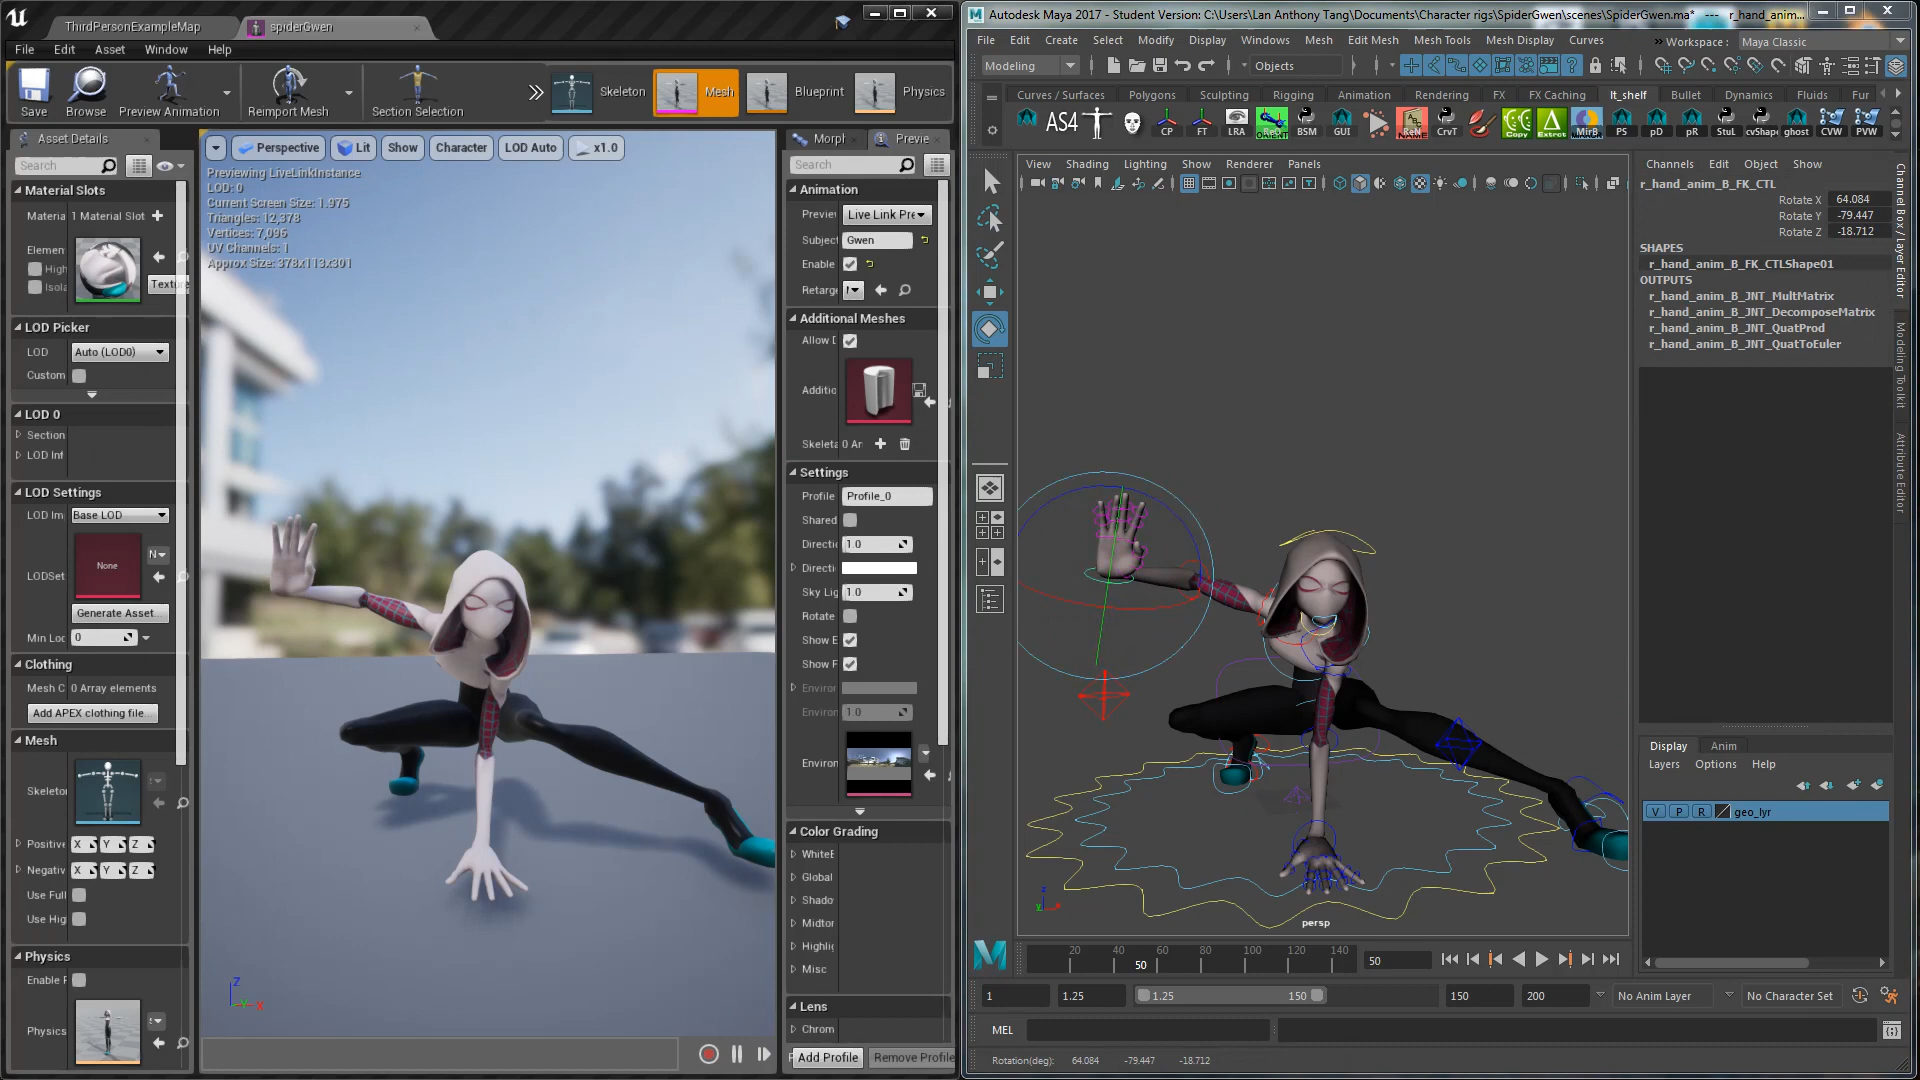 ThirdPersonExampleMap
spiderGwen
File Edit Asset Window Help
Save
Browse
Preview Animation
Reimport Mesh
Section Selection
Skeleton
Mesh
Blueprint
Physics
Asset Details
Search
Material Slots
Materia 1 Material Slot
Elemen
High
Isola
Textur
LOD Picker
LOD Auto (LOD0)
Custom
LOD 0
Section
LOD Inf
LOD Settings
LOD Im Base LOD
None
LODSet
Generate Asset...
Min Loc 0
Clothing
Mesh C 0 Array elements
Add APEX clothing file...
Mesh
Skeleto
Positive X Y Z
Negativ X Y Z
Use Full
Use Hig
Physics
Enable F
Physics
Perspective Lit Show Character LOD Auto x1.0
Previewing LiveLinkInstance
LOD: 0
Current Screen Size: 1.975
Triangles: 12,378
Vertices: 7,096
UV Channels: 1
Approx Size: 378x113x301
Z
X
Morph
Previe
Search
Animation
Previe Live Link Pre
Subject Gwen
Enable
Retarge
Additional Meshes
Allow D
Additio
Skeleta 0 Arr
Settings
Profile Profile_0
Shared
Directio 1.0
Directio
Sky Lig 1.0
Rotate
Show E
Show F
Environ
Environ 1.0
Environ
Color Grading
WhiteB
Global
Shado
Midtor
Highlig
Misc
Lens
Chrom
Add Profile Remove Profile
Autodesk Maya 2017 - Student Version: C:\Users\Lan Anthony Tang\Documents\Character rigs\SpiderGwen\scenes\SpiderGwen.ma* --- r_hand_anim...
File Edit Create Select Modify Display Windows Mesh Edit Mesh Mesh Tools Mesh Display Curves
Workspace : Maya Classic
Modeling
Objects
Curves / Surfaces Polygons Sculpting Rigging Animation Rendering FX FX Caching lt_shelf Bullet Dynamics Fluids Fur
AS4 CP FT LRA BSM GUI CrvT Copy Extrct MirB PS pD pR StuL cvShape ghost CVW PVW
View Shading Lighting Show Renderer Panels
persp
Channels Edit Object Show
r_hand_anim_B_FK_CTL
Rotate X 64.084
Rotate Y -79.447
Rotate Z -18.712
SHAPES
r_hand_anim_B_FK_CTLShape01
OUTPUTS
r_hand_anim_B_JNT_MultMatrix
r_hand_anim_B_JNT_DecomposeMatrix
r_hand_anim_B_JNT_QuatProd
r_hand_anim_B_JNT_QuatToEuler
Channel Box / Layer Editor
Modeling Toolkit
Attribute Editor
Display Anim
Layers Options Help
V P R geo_lyr
20 40 60 80 100 120 140
50
50
1 1.25 1.25 150 150 200 No Anim Layer No Character Set
MEL
Rotation(deg): 64.084 -79.447 -18.712